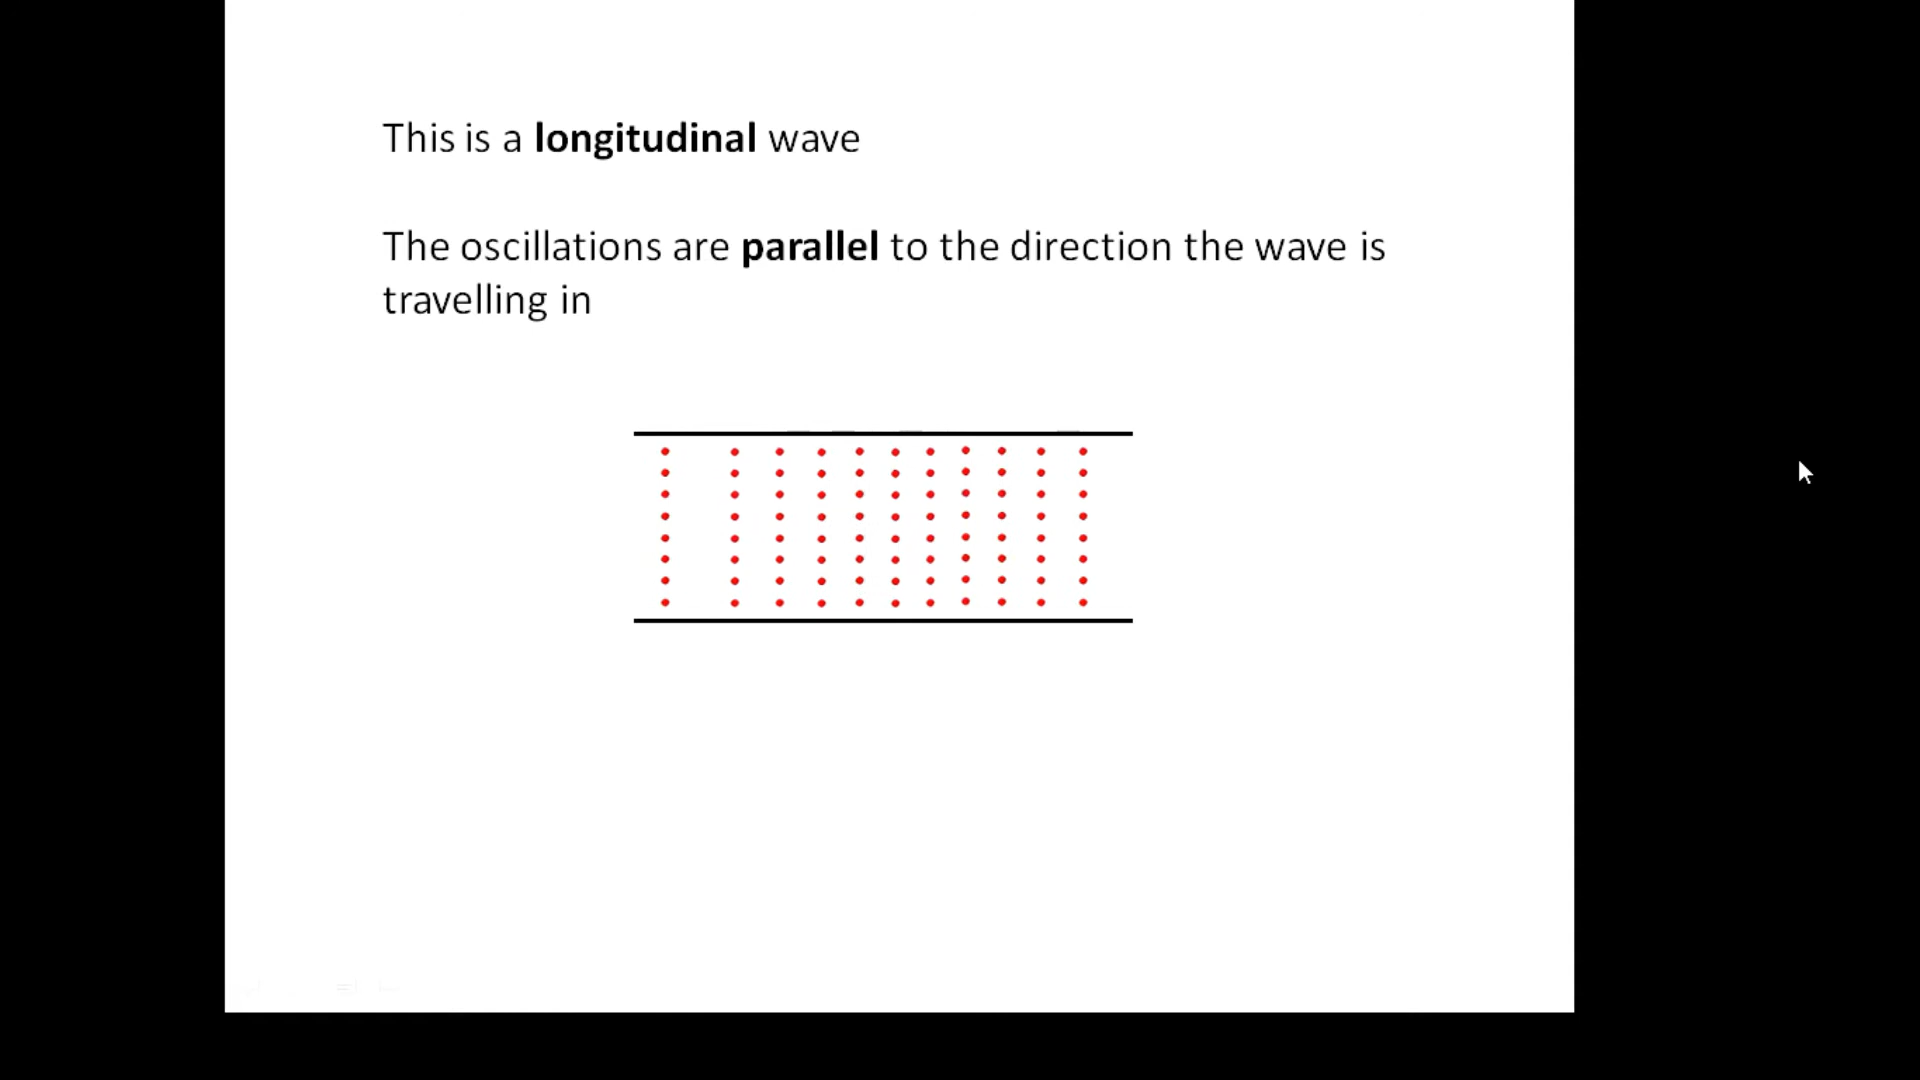 This is a longitudinal wave
The oscillations are parallel to the direction the wave is
travelling in